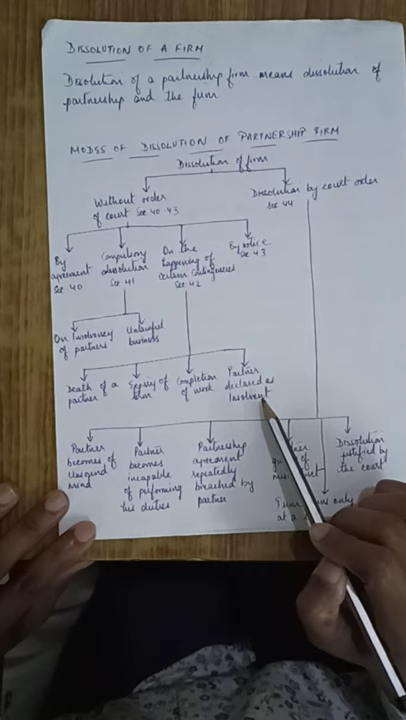 DISSOLUTION OF A FIRM
Dissolution of a partnership firm means dissolution of
partnership and the firm
MODES OF DISSOLUTION OF PARTNERSHIP FIRM
Dissolution of firm
Without order
of court Sec 40-43
Dissolution by court order
Sec 44
By
agreement
Sec 40
Compulsory
dissolution
Sec 41
On the
happening of
certain contingencies
Sec 42
By notice
Sec 43
On Insolvency
of partners
Unlawful
business
Death of a
partner
Expiry of
term
Completion
of work
Partner
declared as
Insolvent
Partner
becomes of
Unsound
mind
Partner
becomes
incapable
of performing
his duties
Partnership
agreement
repeatedly
breached by
partner
of
Dissolution
justified by
the court
only
at a